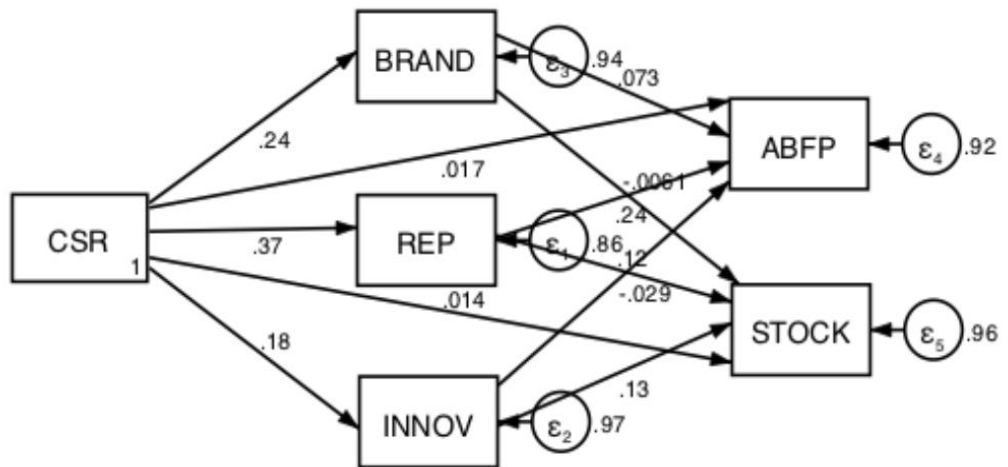 BRAND
ε3
.94
.073
.24
.017
ABFP
ε4
.92
CSR
1
.37
REP
ε1
.86
-.0061
.24
.12
-.029
.014
STOCK
ε5
.96
.18
INNOV
ε2
.97
.13